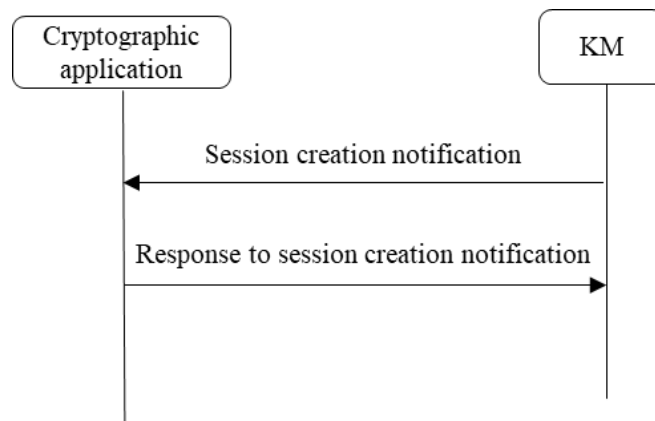 Cryptographic
application
KM
Session creation notification
Response to session creation notification